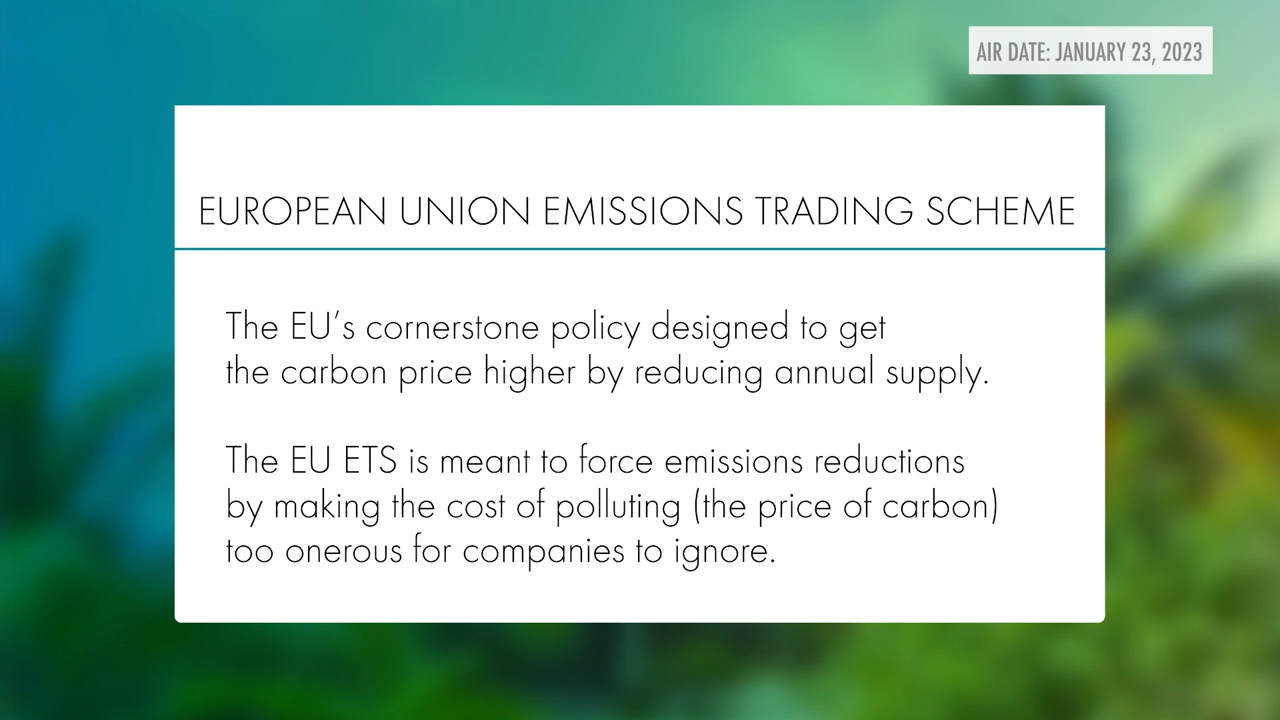 AIR DATE: JANUARY 23, 2023
EUROPEAN UNION EMISSIONS TRADING SCHEME
The EU’s cornerstone policy designed to get
the carbon price higher by reducing annual supply.
The EU ETS is meant to force emissions reductions
by making the cost of polluting (the price of carbon)
too onerous for companies to ignore.